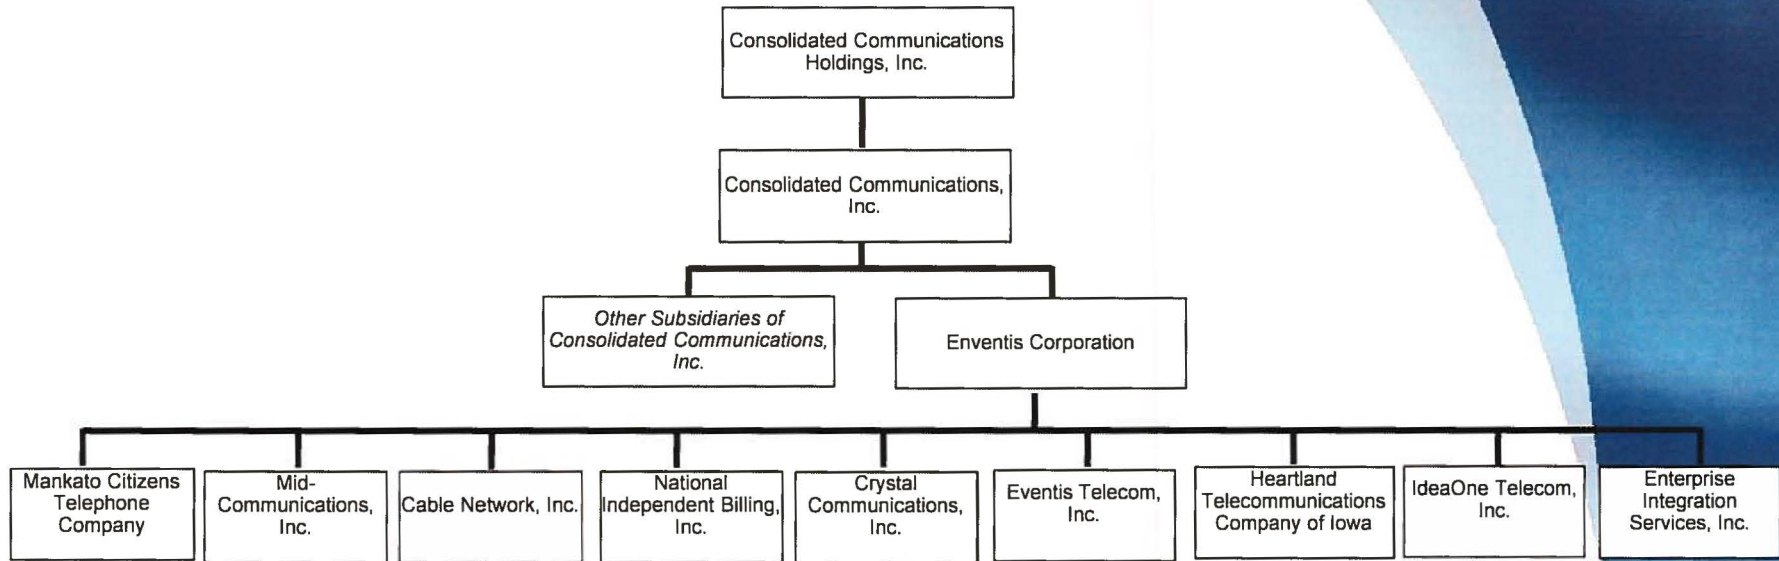 Consolidated Communications
Holdings, Inc.
Consolidated Communications,
Inc.
Other Subsidiaries of
Consolidated Communications,
Inc.
Enventis Corporation
Mankato Citizens
Telephone
Company
Mid-
Communications,
Inc.
Cable Network, Inc.
National
Independent Billing,
Inc.
Crystal
Communications,
Inc.
Eventis Telecom,
Inc.
Heartland
Telecommunications
Company of Iowa
IdeaOne Telecom,
Inc.
Enterprise
Integration
Services, Inc.